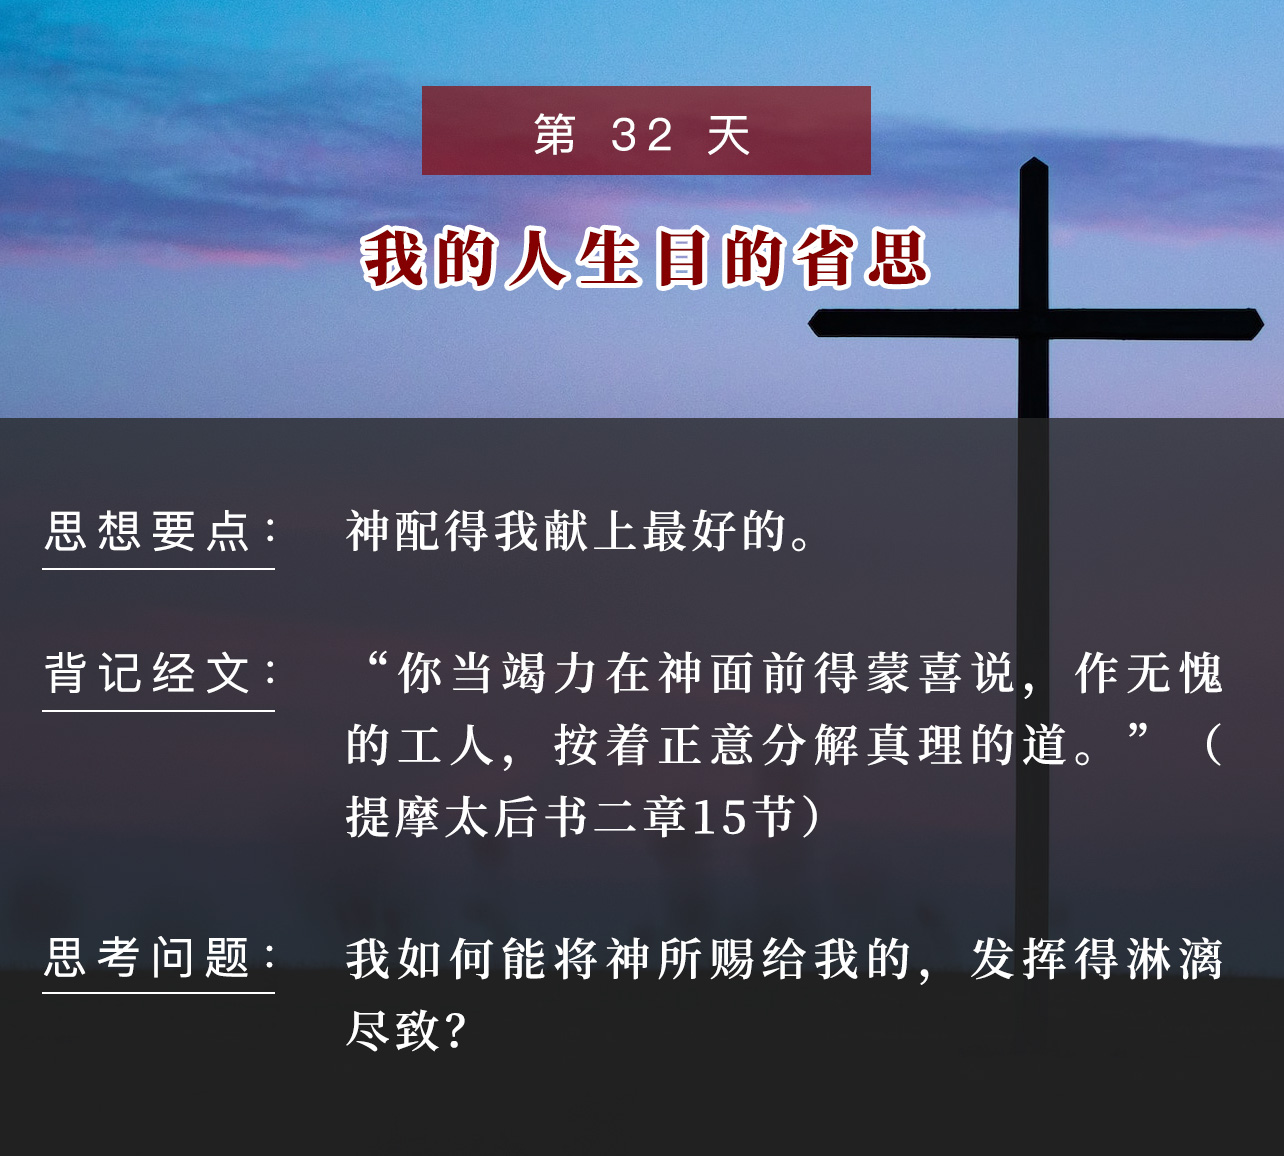 第 32 天
我的人生目的省思
思想要点： 神配得我献上最好的。
背记经文： “你当竭力在神面前得蒙喜说，作无愧
的工人，按着正意分解真理的道。”（
提摩太后书二章15节）
思考问题： 我如何能将神所赐给我的，发挥得淋漓
尽致？